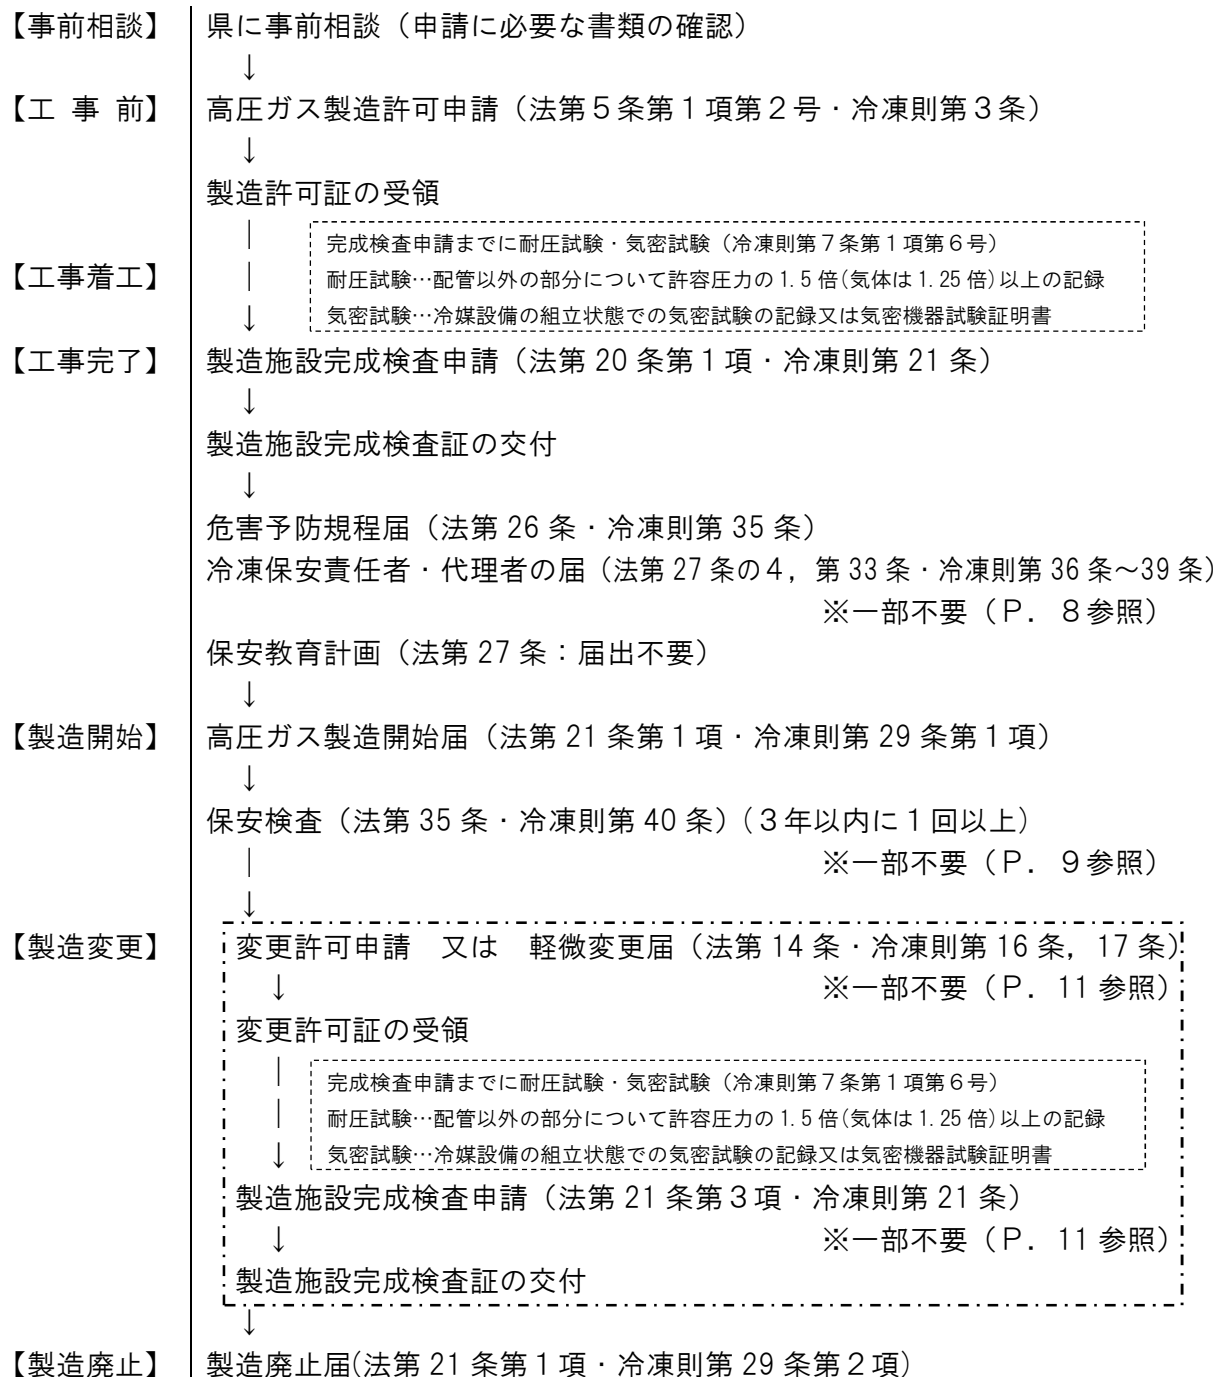 【事前相談】 県に事前相談（申請に必要な書類の確認）
↓
【工 事 前】 高圧ガス製造許可申請（法第５条第１項第２号・冷凍則第３条）
↓
製造許可証の受領
｜ 完成検査申請までに耐圧試験・気密試験（冷凍則第７条第１項第６号）
【工事着工】 ｜ 耐圧試験…配管以外の部分について許容圧力の 1.5 倍(気体は 1.25 倍)以上の記録
↓ 気密試験…冷媒設備の組立状態での気密試験の記録又は気密機器試験証明書
【工事完了】 製造施設完成検査申請（法第 20 条第１項・冷凍則第 21 条）
↓
製造施設完成検査証の交付
↓
危害予防規程届（法第 26 条・冷凍則第 35 条）
冷凍保安責任者・代理者の届（法第 27 条の４，第 33 条・冷凍則第 36 条～39 条）
※一部不要（Ｐ．８参照）
保安教育計画（法第 27 条：届出不要）
↓
【製造開始】 高圧ガス製造開始届（法第 21 条第１項・冷凍則第 29 条第１項）
↓
保安検査（法第 35 条・冷凍則第 40 条）（３年以内に１回以上）
｜ ※一部不要（Ｐ．９参照）
↓
【製造変更】 変更許可申請　又は　軽微変更届（法第 14 条・冷凍則第 16 条，17 条）
↓ ※一部不要（Ｐ．11 参照）
変更許可証の受領
｜ 完成検査申請までに耐圧試験・気密試験（冷凍則第７条第１項第６号）
｜ 耐圧試験…配管以外の部分について許容圧力の 1.5 倍(気体は 1.25 倍)以上の記録
↓ 気密試験…冷媒設備の組立状態での気密試験の記録又は気密機器試験証明書
製造施設完成検査申請（法第 21 条第３項・冷凍則第 21 条）
↓ ※一部不要（Ｐ．11 参照）
製造施設完成検査証の交付
↓
【製造廃止】 製造廃止届(法第 21 条第１項・冷凍則第 29 条第２項)